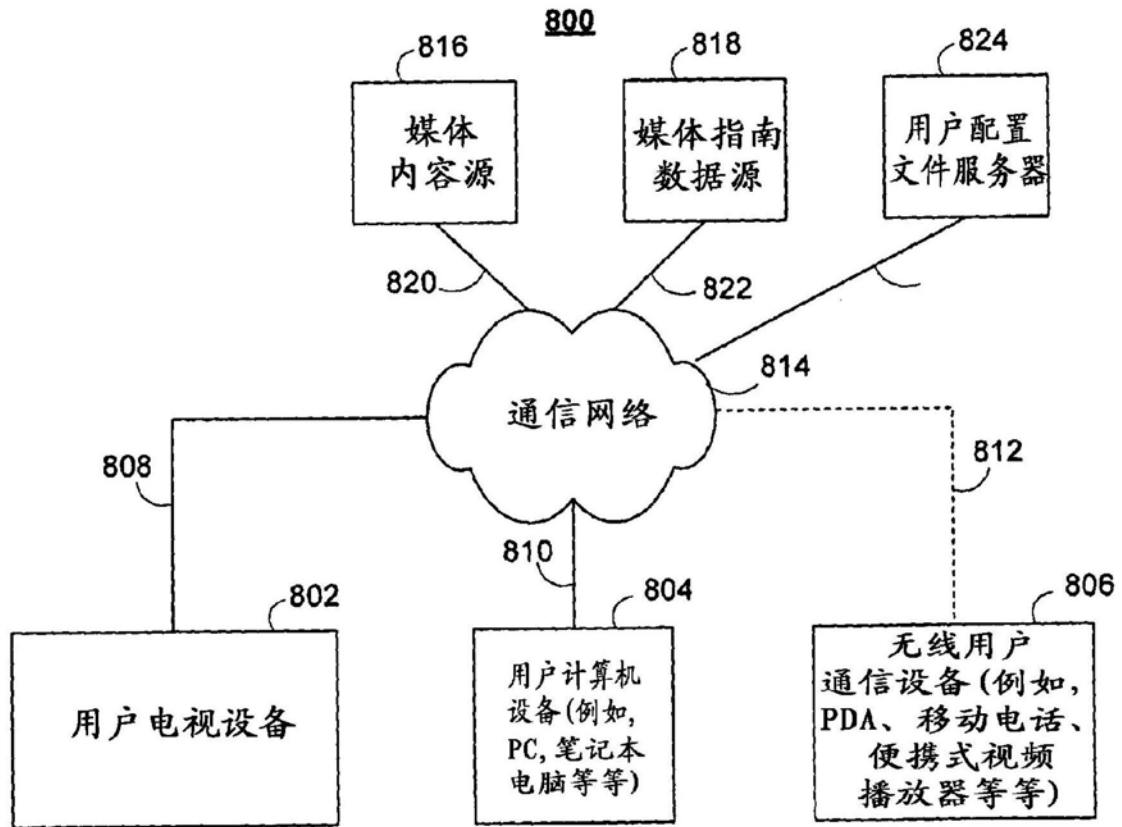 800
816
818
824
媒体
内容源
媒体指南
数据源
用户配置
文件服务器
820
822
814
通信网络
808
810
812
802
804
806
用户电视设备
用户计算机
设备(例如,
PC,笔记本
电脑等等)
无线用户
通信设备(例如,
PDA、移动电话、
便携式视频
播放器等等)